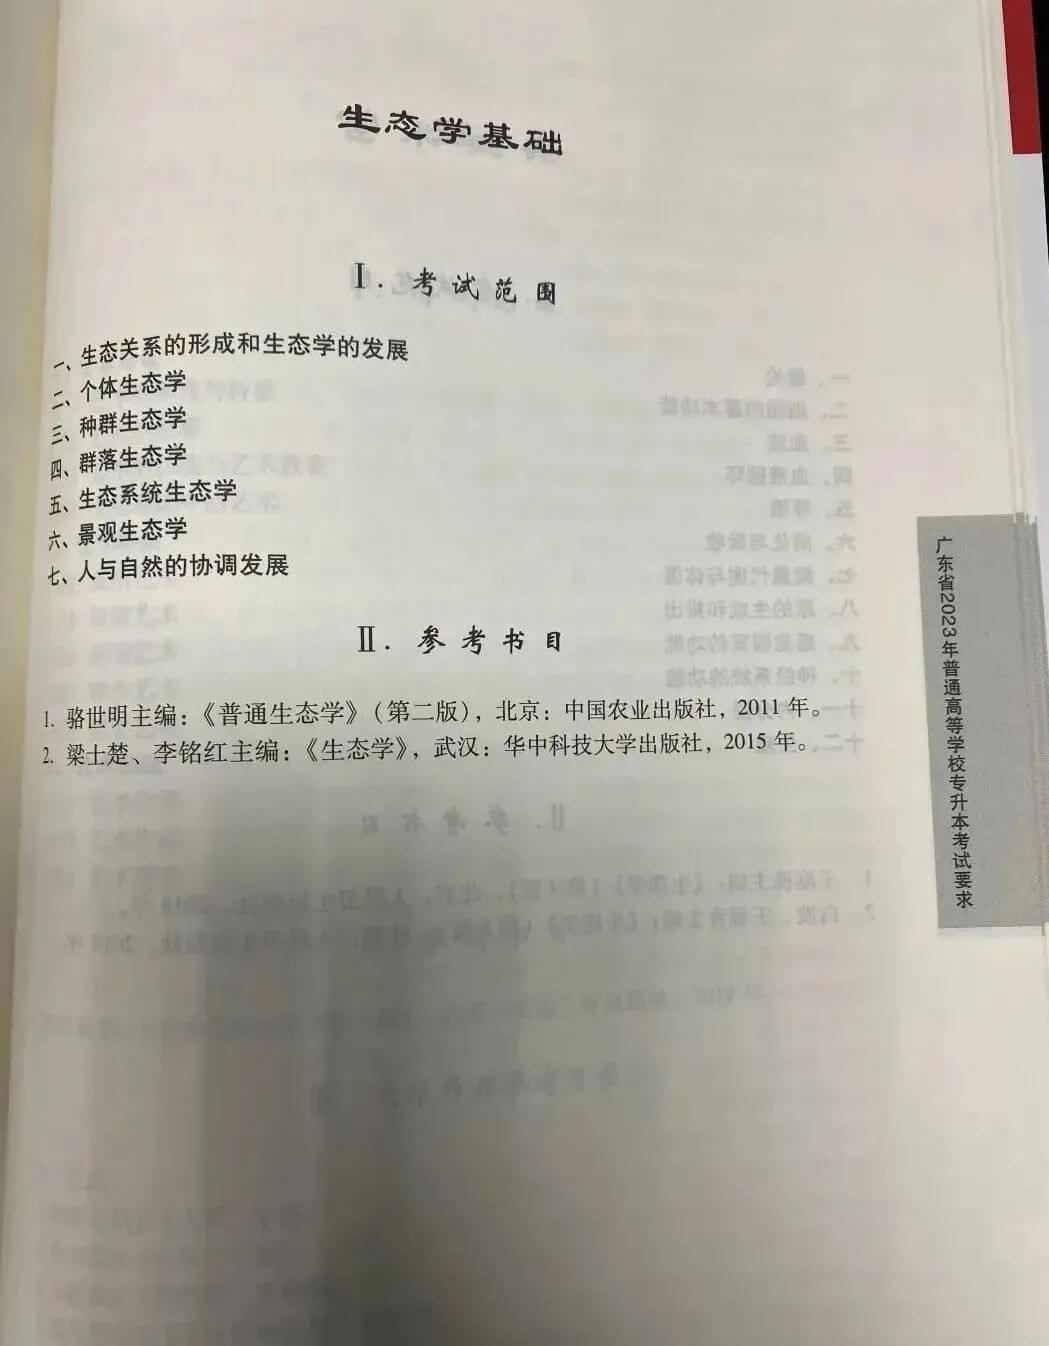 生态学基础
Ⅰ. 考试范围
一、生态关系的形成和生态学的发展
二、个体生态学
三、种群生态学
四、群落生态学
五、生态系统生态学
六、景观生态学
七、人与自然的协调发展
Ⅱ. 参考书目
1. 骆世明主编：《普通生态学》（第二版），北京：中国农业出版社，2011 年。
2. 梁士楚、李铭红主编：《生态学》，武汉：华中科技大学出版社，2015 年。
广东省2023年普通高等学校专升本考试要求